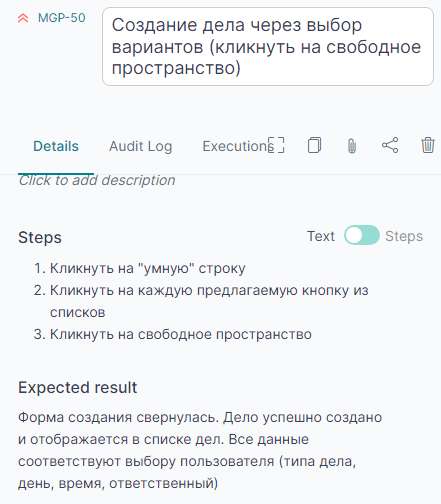 MGP-50
Создание дела через выбор
вариантов (кликнуть на свободное
пространство)
Details Audit Log Executions
Click to add description
Steps
Text Steps
1. Кликнуть на "умную" строку
2. Кликнуть на каждую предлагаемую кнопку из
списков
3. Кликнуть на свободное пространство
Expected result
Форма создания свернулась. Дело успешно создано
и отображается в списке дел. Все данные
соответствуют выбору пользователя (типа дела,
день, время, ответственный)